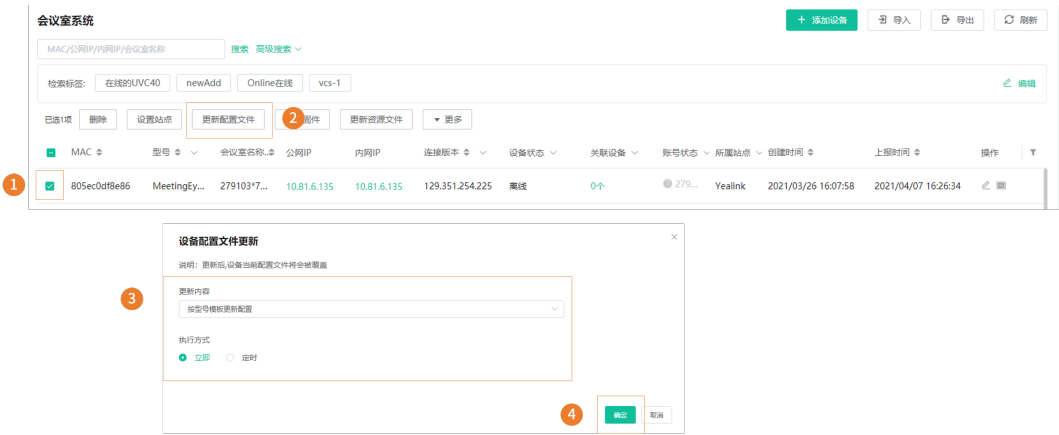 会议室系统
+ 添加设备 导入 导出 刷新
MAC/公网IP/内网IP/会议室名称 搜索 高级搜索
检索标签: 在线的UVC40 newAdd Online在线 vcs-1 编辑
已选1项 删除 设置站点 更新配置文件 2 固件 更新资源文件 更多
MAC 型号 会议室名称.. 公网IP 内网IP 连接版本 设备状态 关联设备 账号状态 所属站点 创建时间 上报时间 操作
1 805ec0df8e86 MeetingEy... 279103*7... 10.81.6.135 10.81.6.135 129.351.254.225 离线 0个 279... Yealink 2021/03/26 16:07:58 2021/04/07 16:26:34
设备配置文件更新
说明：更新后,设备当前配置文件将会被覆盖
更新内容
3 按型号模板更新配置
执行方式
立即 定时
4 确定 取消